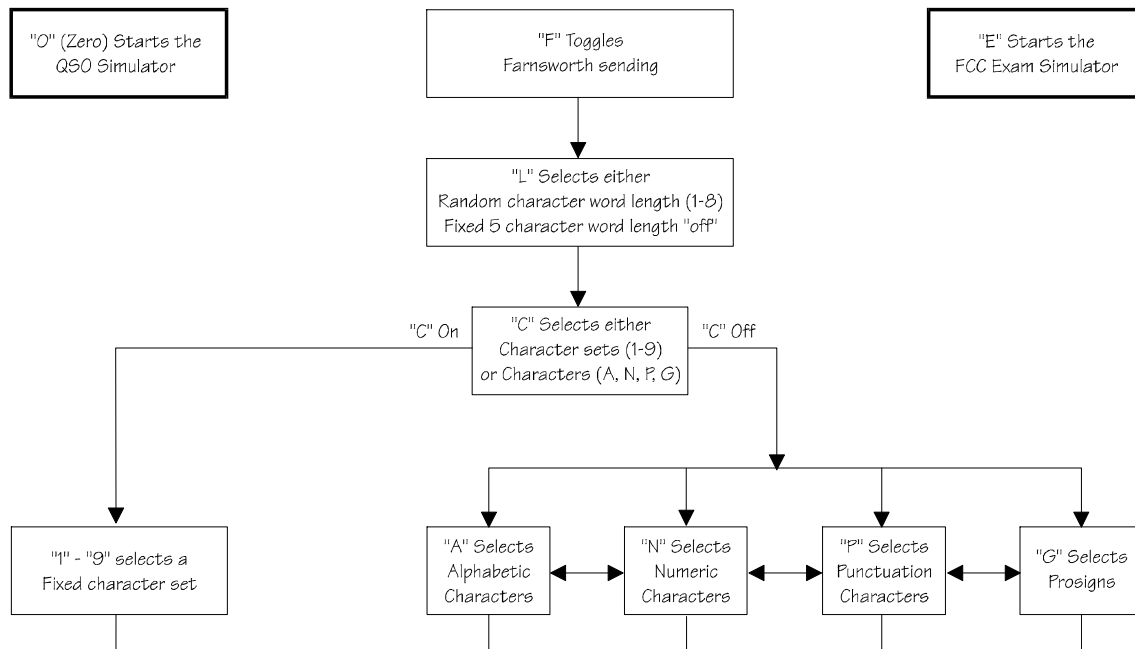 "0" (Zero) Starts the
QSO Simulator
"F" Toggles
Farnsworth sending
"E" Starts the
FCC Exam Simulator
"L" Selects either
Random character word length (1-8)
Fixed 5 character word length "off"
"C" On
"C" Selects either
Character sets (1-9)
or Characters (A, N, P, G)
"C" Off
"1" - "9" selects a
Fixed character set
"A" Selects
Alphabetic
Characters
"N" Selects
Numeric
Characters
"P" Selects
Punctuation
Characters
"G" Selects
Prosigns